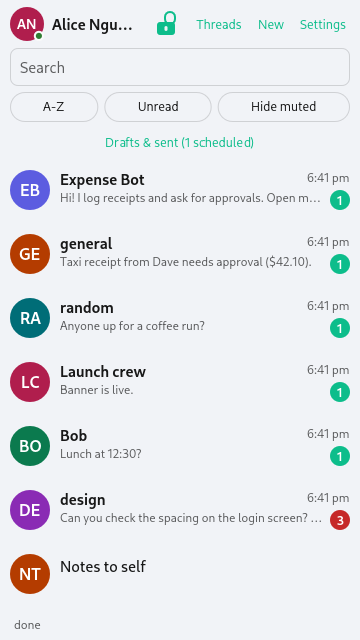 AN Alice Ngu... Threads New Settings
Search
A-Z Unread Hide muted
Drafts & sent (1 scheduled)
EB Expense Bot 6:41 pm
Hi! I log receipts and ask for approvals. Open m... 1
GE general 6:41 pm
Taxi receipt from Dave needs approval ($42.10). 1
RA random 6:41 pm
Anyone up for a coffee run? 1
LC Launch crew 6:41 pm
Banner is live. 1
BO Bob 6:41 pm
Lunch at 12:30? 1
DE design 6:41 pm
Can you check the spacing on the login screen? ... 3
NT Notes to self
done